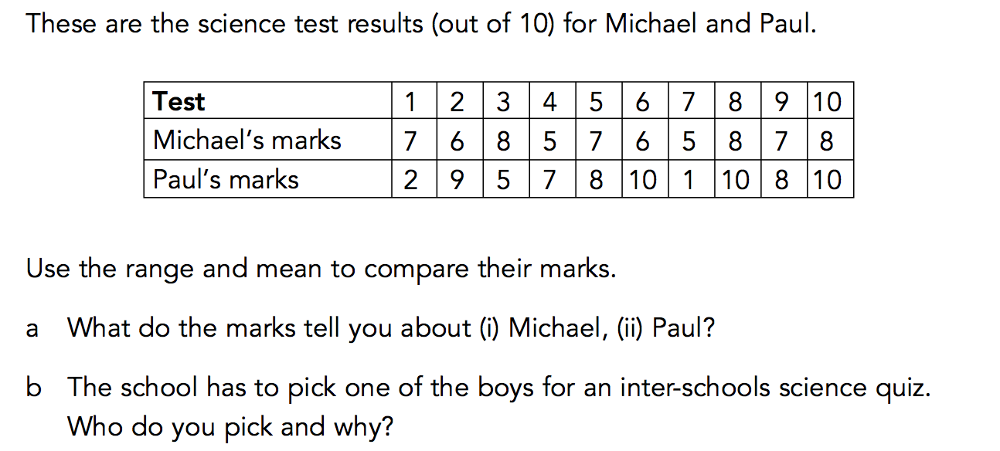 These are the science test results (out of 10) for Michael and Paul.
Test 1 2 3 4 5 6 7 8 9 10
Michael's marks 7 6 8 5 7 6 5 8 7 8
Paul's marks 2 9 5 7 8 10 1 10 8 10
Use the range and mean to compare their marks.
a What do the marks tell you about (i) Michael, (ii) Paul?
b The school has to pick one of the boys for an inter-schools science quiz.
Who do you pick and why?